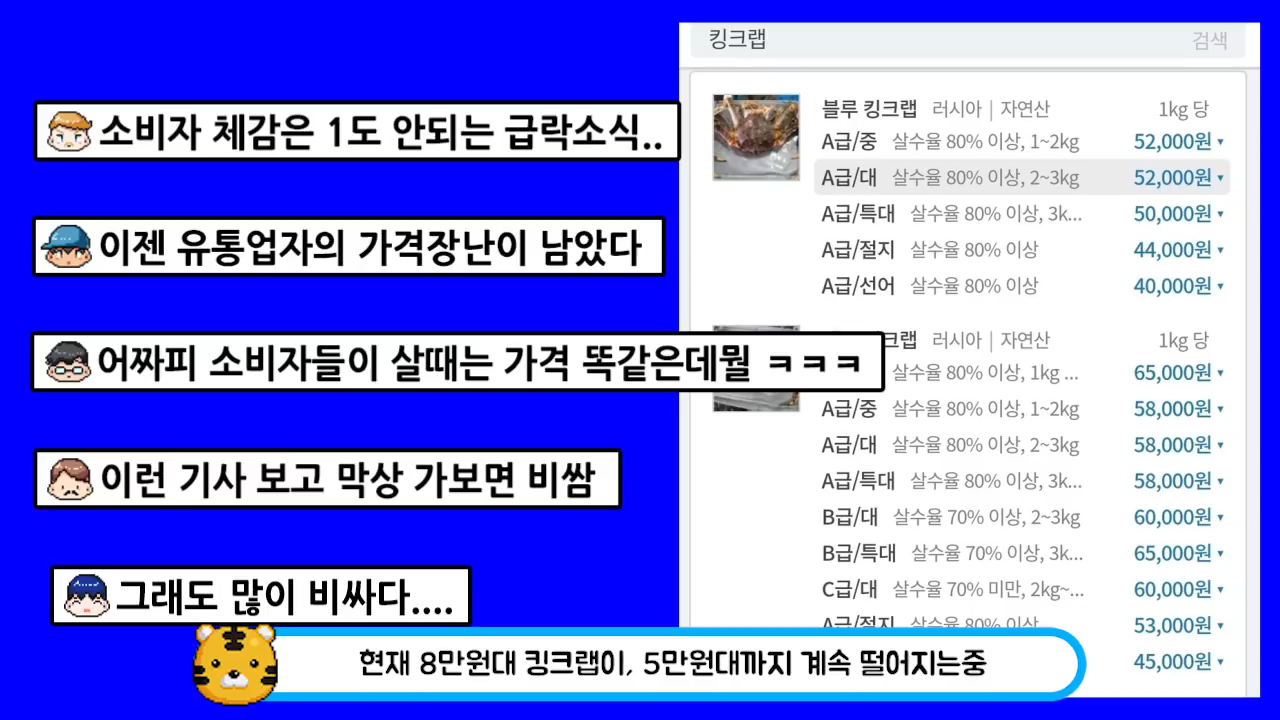 소비자 체감은 1도 안되는 급락소식..
이젠 유통업자의 가격장난이 남았다
어짜피 소비자들이 살때는 가격 똑같은데뭘 ㅋㅋㅋ
이런 기사 보고 막상 가보면 비쌈
그래도 많이 비싸다....
킹크랩 검색
블루 킹크랩 러시아 | 자연산 1kg 당
A급/중 살수율 80% 이상, 1~2kg 52,000원 ▾
A급/대 살수율 80% 이상, 2~3kg 52,000원 ▾
A급/특대 살수율 80% 이상, 3k... 50,000원 ▾
A급/절지 살수율 80% 이상 44,000원 ▾
A급/선어 살수율 80% 이상 40,000원 ▾
크랩 러시아 | 자연산 1kg 당
살수율 80% 이상, 1kg ... 65,000원 ▾
A급/중 살수율 80% 이상, 1~2kg 58,000원 ▾
A급/대 살수율 80% 이상, 2~3kg 58,000원 ▾
A급/특대 살수율 80% 이상, 3k... 58,000원 ▾
B급/대 살수율 70% 이상, 2~3kg 60,000원 ▾
B급/특대 살수율 70% 이상, 3k... 65,000원 ▾
C급/대 살수율 70% 미만, 2kg~... 60,000원 ▾
A급/절지 살수율 80% 이상 53,000원 ▾
45,000원 ▾
현재 8만원대 킹크랩이, 5만원대까지 계속 떨어지는중